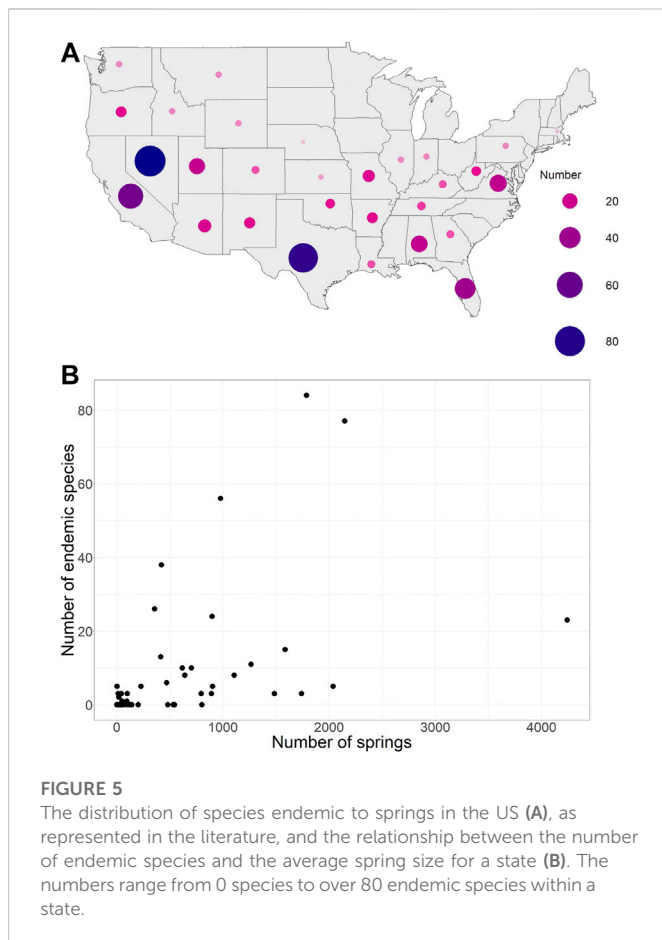 A
Number
20
40
60
80
B
80
60
40
20
0
Number of endemic species
0 1000 2000 3000 4000
Number of springs
FIGURE 5
The distribution of species endemic to springs in the US (A), as
represented in the literature, and the relationship between the number
of endemic species and the average spring size for a state (B). The
numbers range from 0 species to over 80 endemic species within a
state.